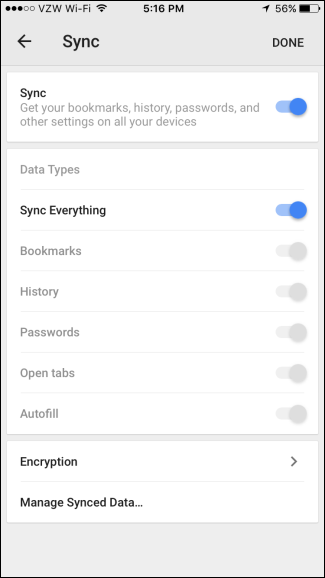 VZW Wi-Fi 5:16 PM 56%
Sync DONE
Sync
Get your bookmarks, history, passwords, and
other settings on all your devices
Data Types
Sync Everything
Bookmarks
History
Passwords
Open tabs
Autofill
Encryption
Manage Synced Data...